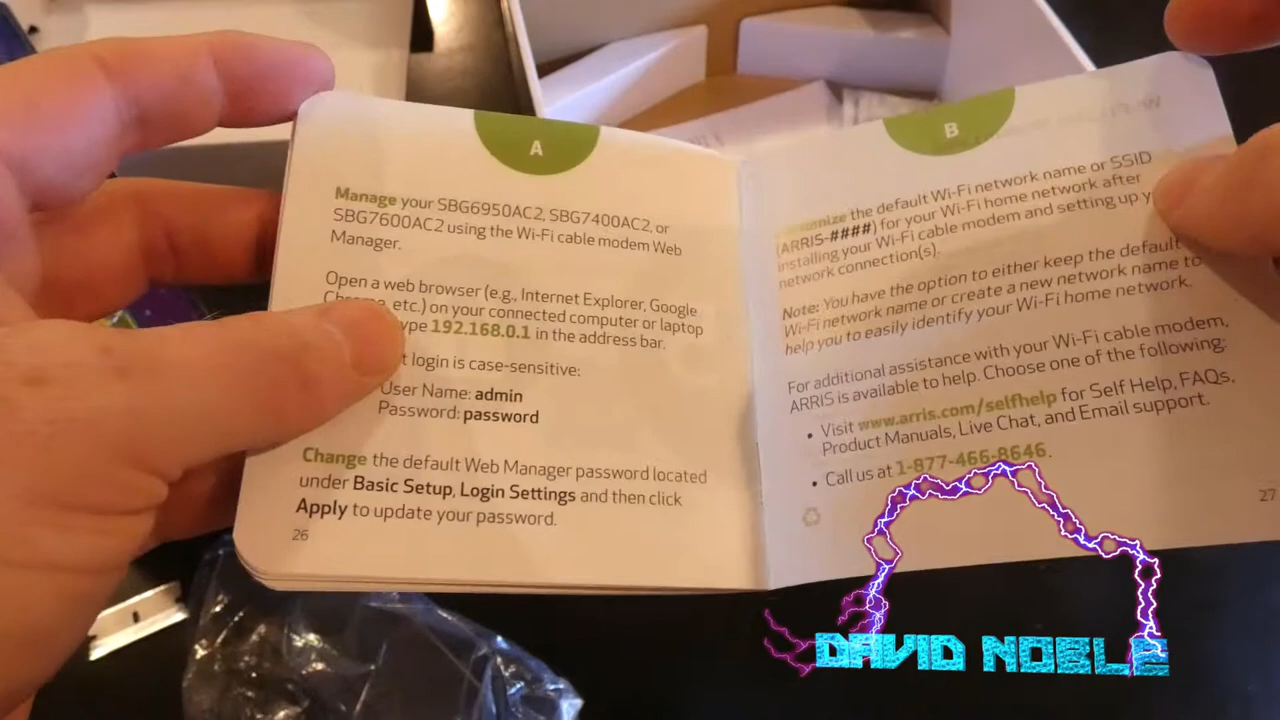 A
Manage your SBG6950AC2, SBG7400AC2, or
SBG7600AC2 using the Wi-Fi cable modem Web
Manager.
Open a web browser (e.g., Internet Explorer, Google
etc.) on your connected computer or laptop
192.168.0.1 in the address bar.
login is case-sensitive:
User Name: admin
Password: password
Change the default Web Manager password located
under Basic Setup, Login Settings and then click
Apply to update your password.
26
B
the default Wi-Fi network name or SSID
(ARRIS-####) for your Wi-Fi home network after
installing your Wi-Fi cable modem and setting up
network connection(s).
Note: You have the option to either keep the default
Wi-Fi network name or create a new network name to
help you to easily identify your Wi-Fi home network.
For additional assistance with your Wi-Fi cable modem,
ARRIS is available to help. Choose one of the following:
• Visit www.arris.com/selfhelp for Self Help, FAQs,
Product Manuals, Live Chat, and Email support.
• Call us at 1-877-466-8646.
27
DAVID NOBLE